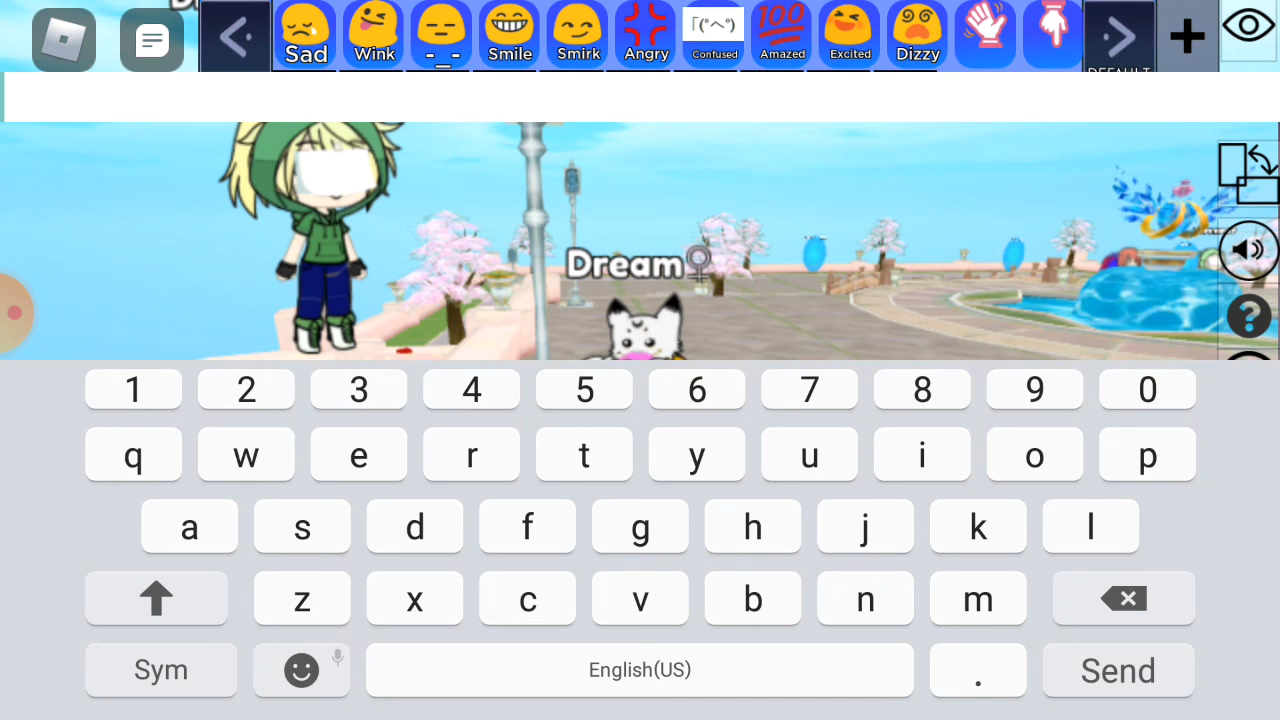 Sad Wink -_- Smile Smirk Angry Confused Amazed Excited Dizzy
「(°ヘ°)
100
DEFAULT
+
Dream♀
?
1 2 3 4 5 6 7 8 9 0
q w e r t y u i o p
a s d f g h j k l
z x c v b n m
Sym English(US) . Send